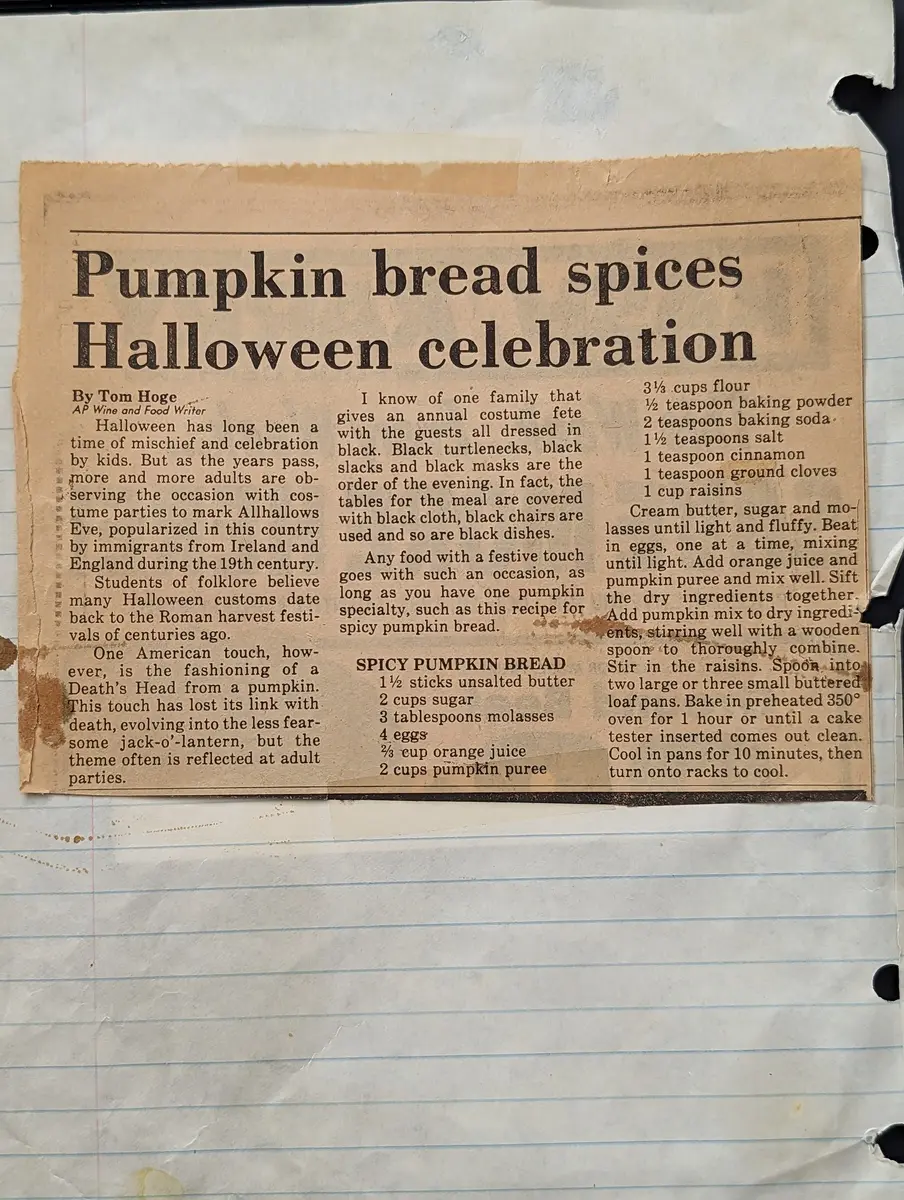 Pumpkin bread spices
Halloween celebration
By Tom Hoge
AP Wine and Food Writer
Halloween has long been a
time of mischief and celebration
by kids. But as the years pass,
more and more adults are ob-
serving the occasion with cos-
tume parties to mark Allhallows
Eve, popularized in this country
by immigrants from Ireland and
England during the 19th century.
Students of folklore believe
many Halloween customs date
back to the Roman harvest festi-
vals of centuries ago.
One American touch, how-
ever, is the fashioning of a
Death's Head from a pumpkin.
This touch has lost its link with
death, evolving into the less fear-
some jack-o'-lantern, but the
theme often is reflected at adult
parties.
I know of one family that
gives an annual costume fete
with the guests all dressed in
black. Black turtlenecks, black
slacks and black masks are the
order of the evening. In fact, the
tables for the meal are covered
with black cloth, black chairs are
used and so are black dishes.
Any food with a festive touch
goes with such an occasion, as
long as you have one pumpkin
specialty, such as this recipe for
spicy pumpkin bread.
SPICY PUMPKIN BREAD
1½ sticks unsalted butter
2 cups sugar
3 tablespoons molasses
4 eggs
⅔ cup orange juice
2 cups pumpkin puree
3⅓ cups flour
½ teaspoon baking powder
2 teaspoons baking soda
1½ teaspoons salt
1 teaspoon cinnamon
1 teaspoon ground cloves
1 cup raisins
Cream butter, sugar and mo-
lasses until light and fluffy. Beat
in eggs, one at a time, mixing
until light. Add orange juice and
pumpkin puree and mix well. Sift
the dry ingredients together.
Add pumpkin mix to dry ingredi-
ents, stirring well with a wooden
spoon to thoroughly combine.
Stir in the raisins. Spoon into
two large or three small buttered
loaf pans. Bake in preheated 350°
oven for 1 hour or until a cake
tester inserted comes out clean.
Cool in pans for 10 minutes, then
turn onto racks to cool.